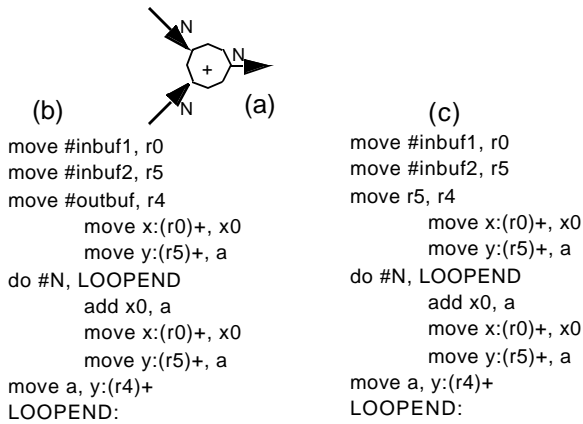 N
N
+
N
(a)
(b)
move #inbuf1, r0
move #inbuf2, r5
move #outbuf, r4
move x:(r0)+, x0
move y:(r5)+, a
do #N, LOOPEND
add x0, a
move x:(r0)+, x0
move y:(r5)+, a
move a, y:(r4)+
LOOPEND:
(c)
move #inbuf1, r0
move #inbuf2, r5
move r5, r4
move x:(r0)+, x0
move y:(r5)+, a
do #N, LOOPEND
add x0, a
move x:(r0)+, x0
move y:(r5)+, a
move a, y:(r4)+
LOOPEND: